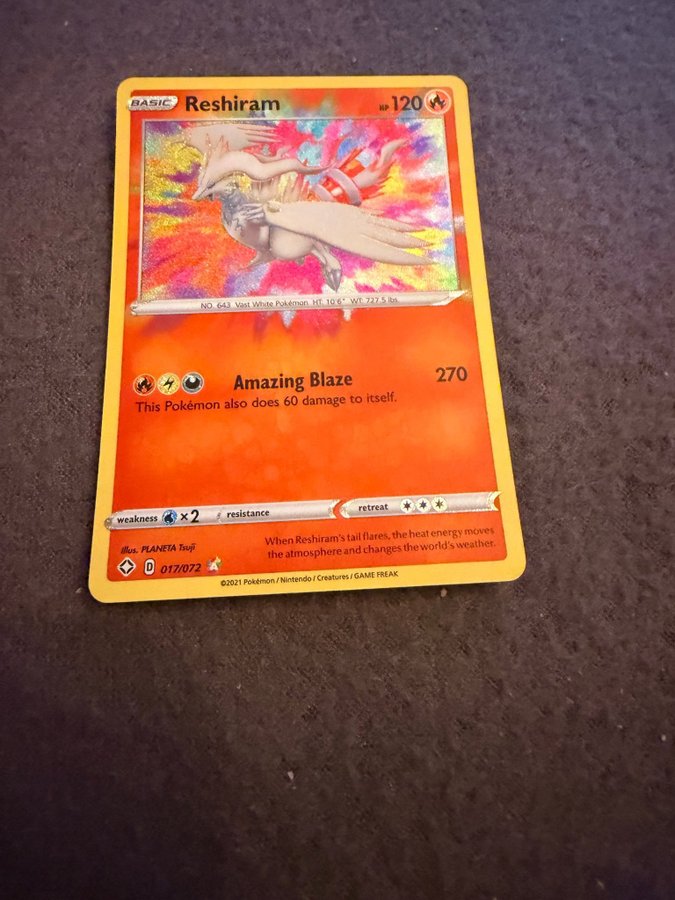 BASIC Reshiram HP 120
NO. 643 Vast White Pokémon HT: 10'6" WT: 727.5 lbs.
Amazing Blaze 270
This Pokémon also does 60 damage to itself.
weakness ×2 resistance retreat
When Reshiram's tail flares, the heat energy moves
the atmosphere and changes the world's weather.
Illus. PLANETA Tsuji
D 017/072
©2021 Pokémon / Nintendo / Creatures / GAME FREAK